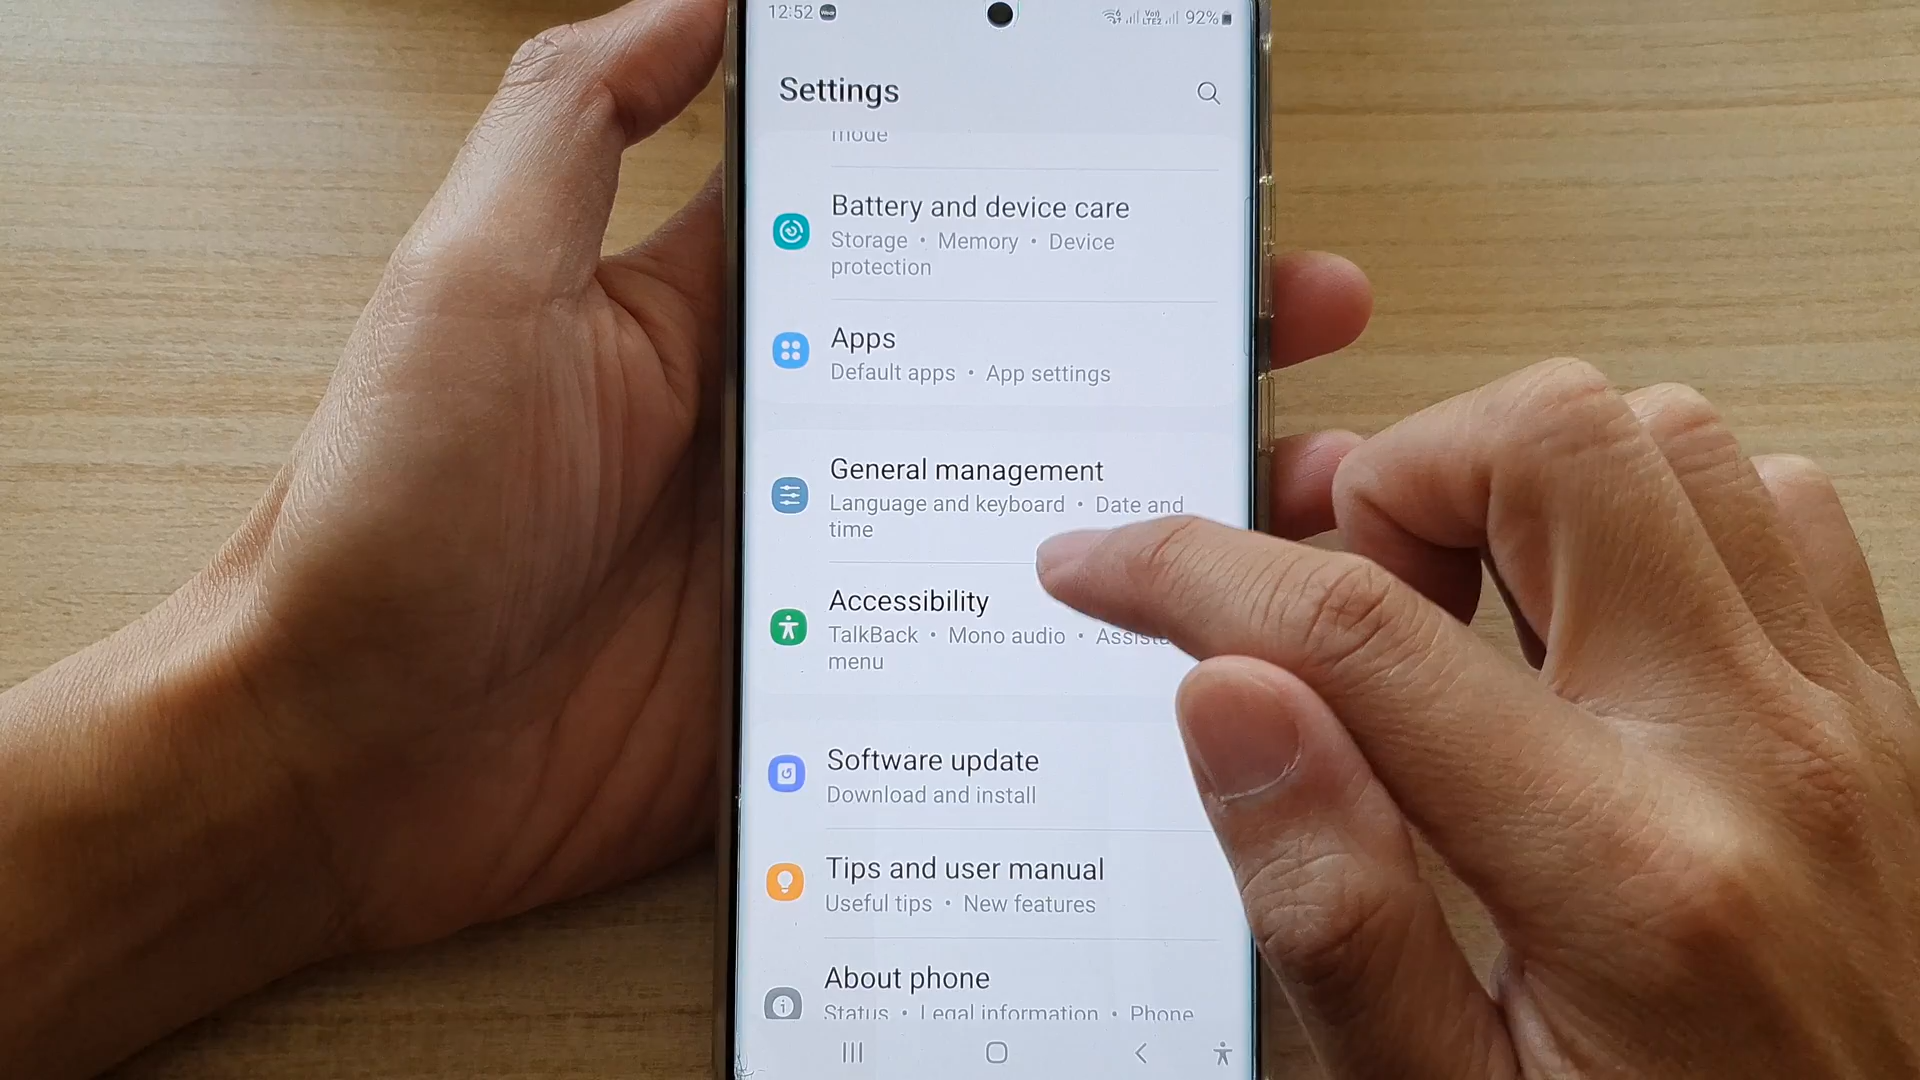 12:52
92%
Settings
mode
Battery and device care
Storage • Memory • Device
protection
Apps
Default apps • App settings
General management
Language and keyboard • Date and
time
Accessibility
TalkBack • Mono audio •
menu
Software update
Download and install
Tips and user manual
Useful tips • New features
About phone
Status • Legal information • Phone